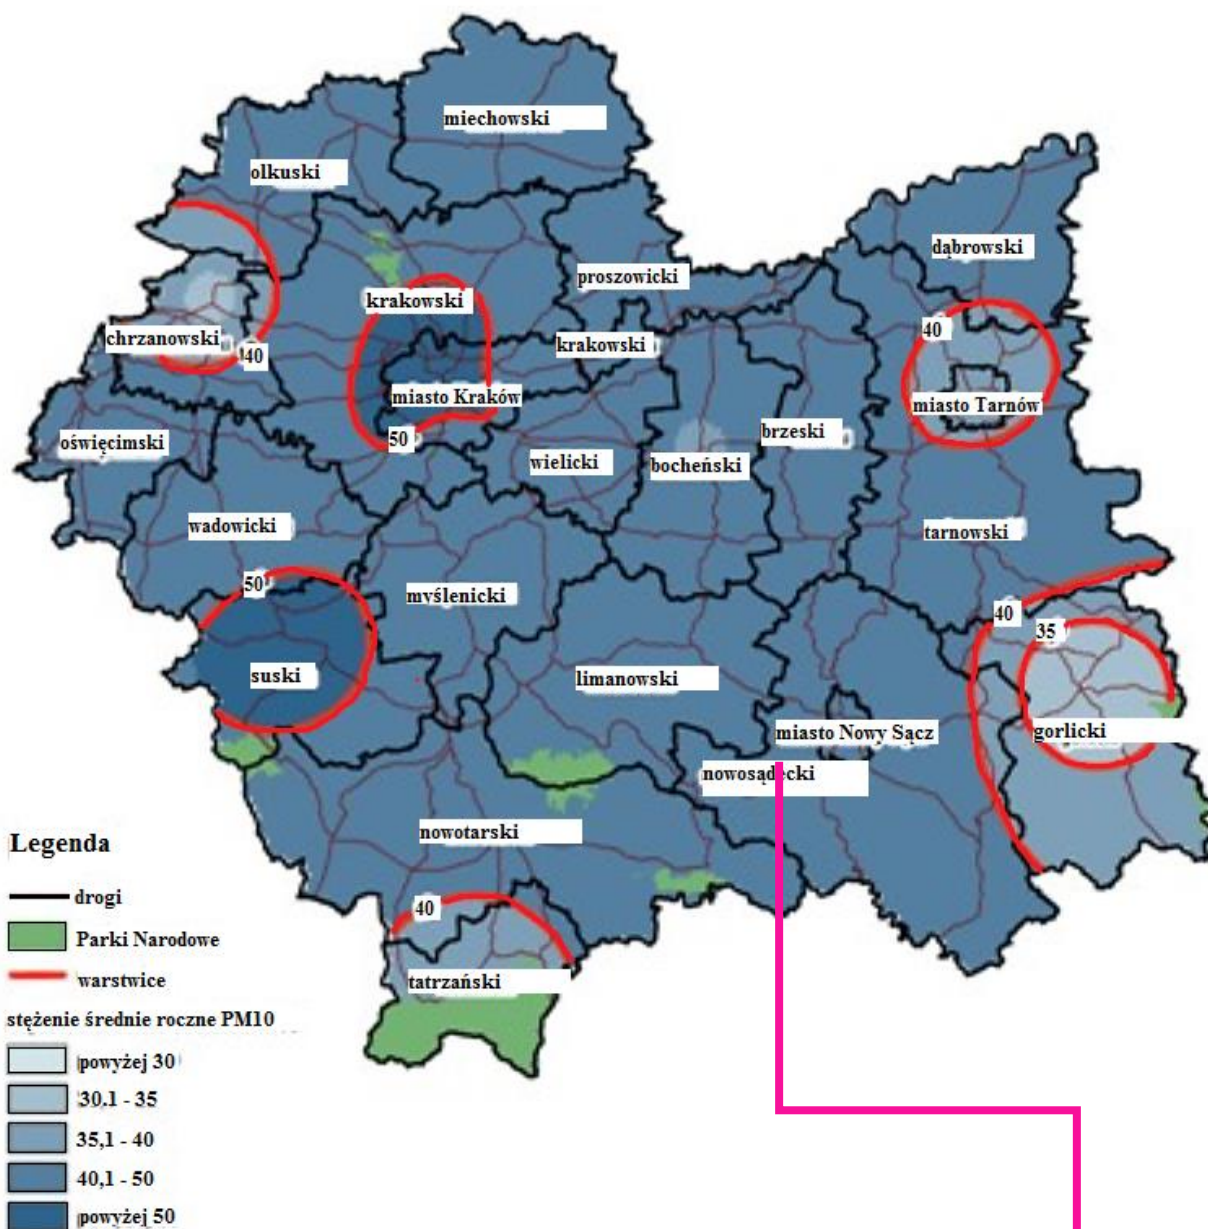 miechowski
olkuski
dąbrowski
proszowicki
krakowski
40
krakowski
chrzanowski
40
miasto Kraków
miasto Tarnów
50
oświęcimski
wielicki
bocheński
brzeski
wadowicki
tarnowski
50
myślenicki
40
35
suski
limanowski
miasto Nowy Sącz
gorlicki
nowosądecki
nowotarski
Legenda
drogi
40
Parki Narodowe
warstwice
tatrzański
stężenie średnie roczne PM10
powyżej 30
30,1 - 35
35,1 - 40
40,1 - 50
powyżej 50